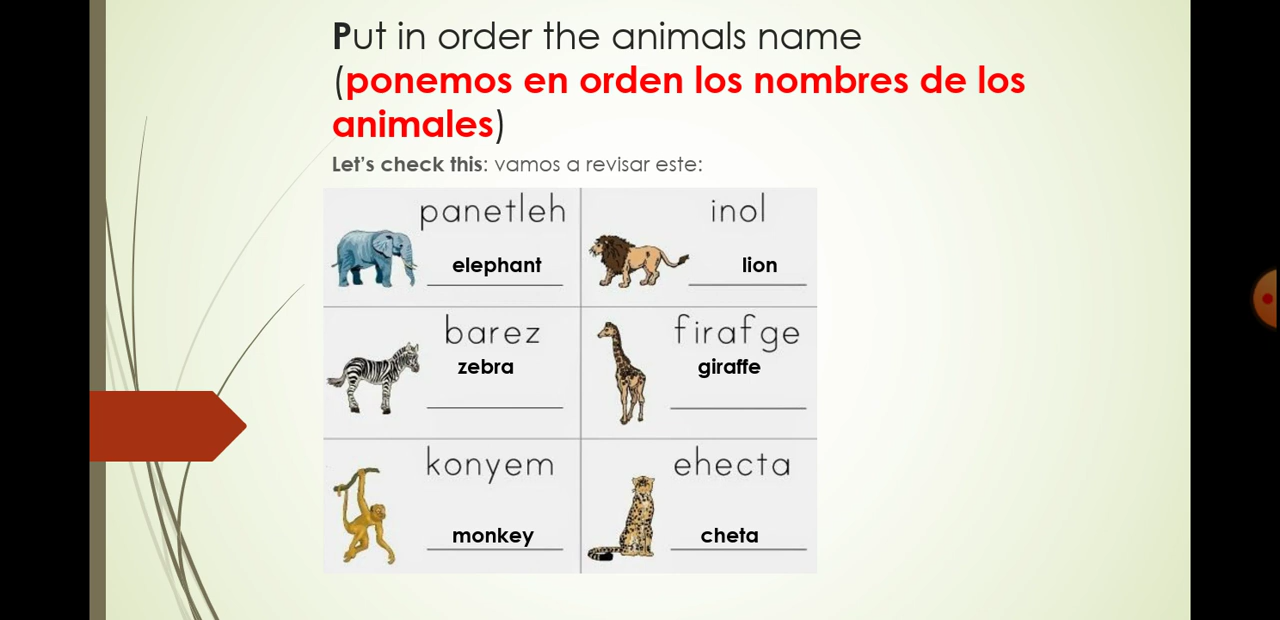 Put in order the animals name
(ponemos en orden los nombres de los
animales)
Let's check this: vamos a revisar este:
panetleh
elephant
inol
lion
barez
zebra
firafge
giraffe
konyem
monkey
ehecta
cheta